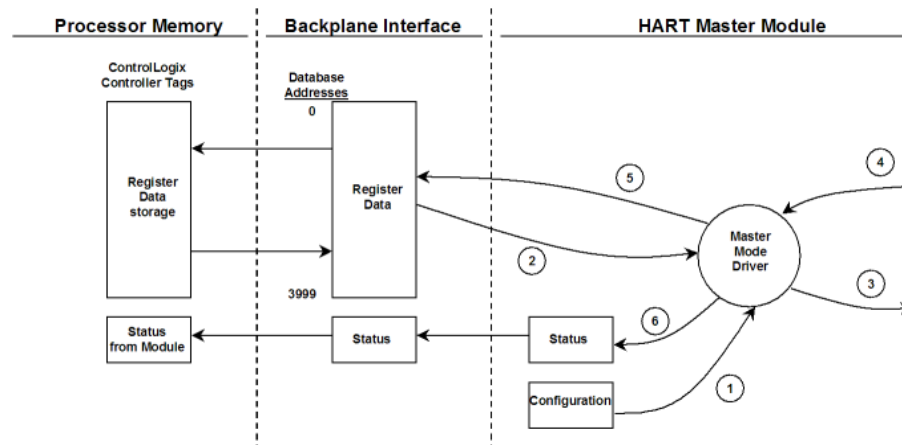 Processor Memory
Backplane Interface
HART Master Module
ControlLogix
Controller Tags
Database
Addresses
0
Register
Data
storage
Register
Data
5
4
2
Master
Mode
Driver
3
3999
Status
from Module
Status
Status
6
Configuration
1